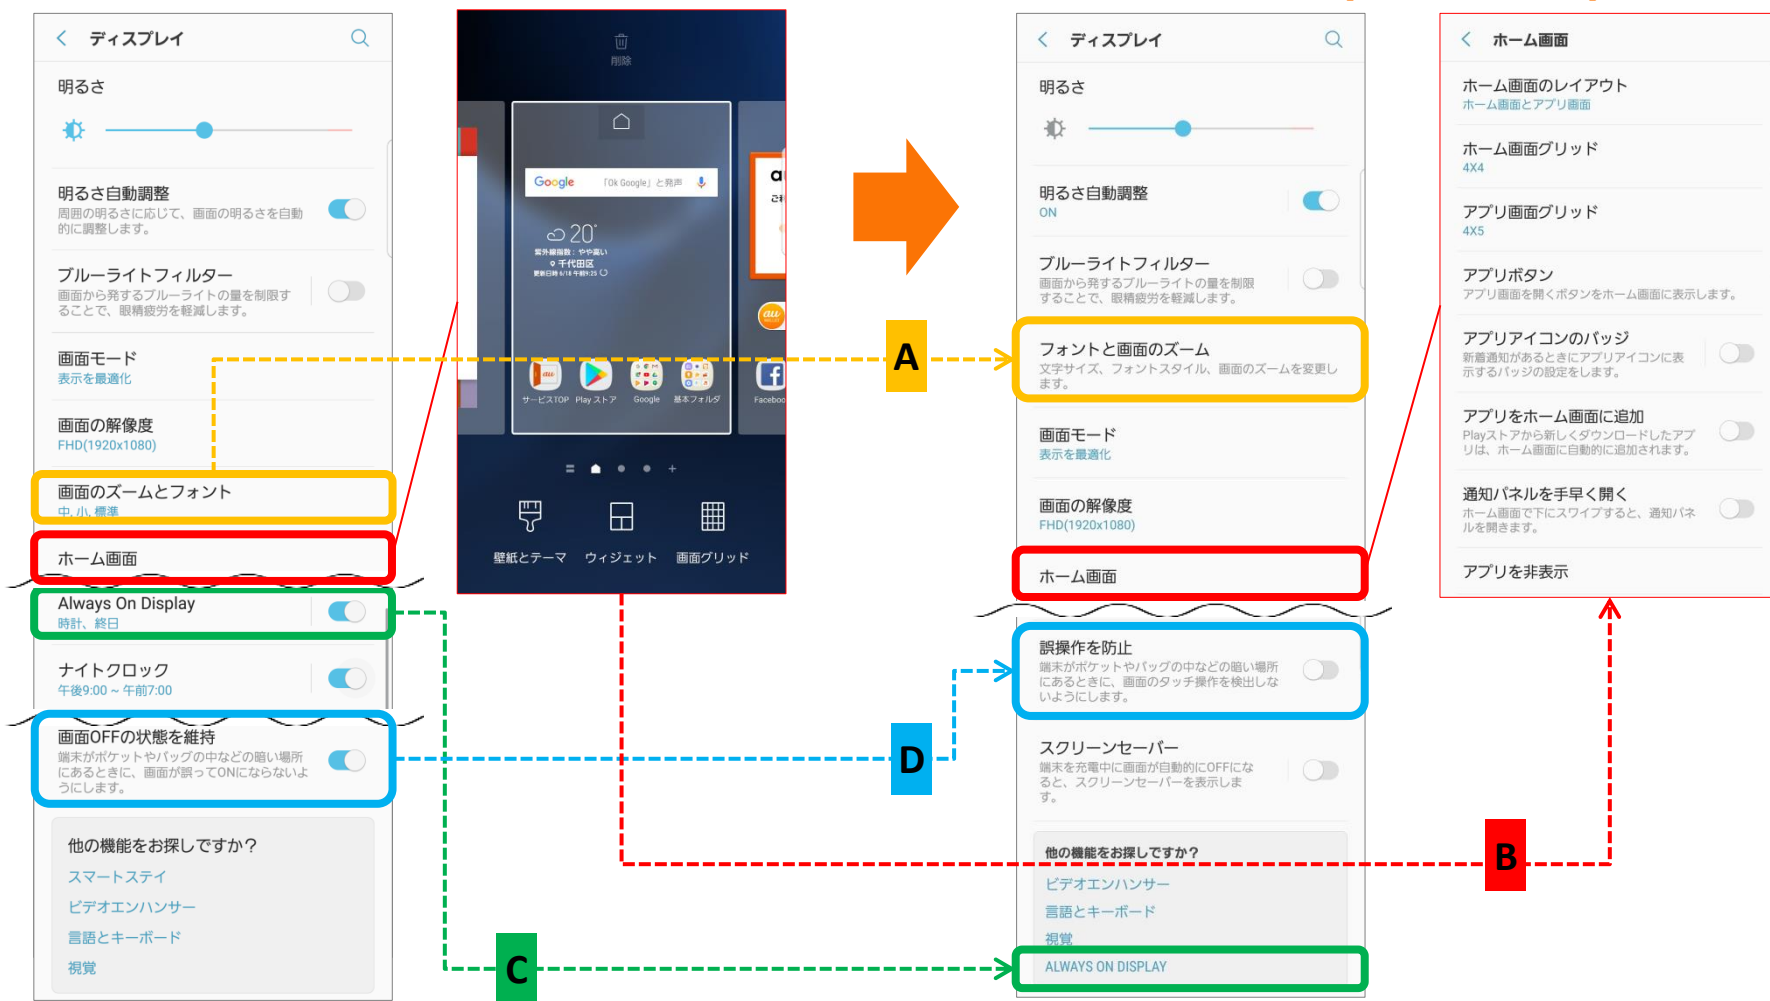 ディスプレイ
明るさ
明るさ自動調整
周囲の明るさに応じて、画面の明るさを自動
的に調整します。
ブルーライトフィルター
画面から発するブルーライトの量を制限す
ることで、眼精疲労を軽減します。
画面モード
表示を最適化
画面の解像度
FHD(1920x1080)
画面のズームとフォント
中, 小, 標準
ホーム画面
Always On Display
時計、終日
ナイトクロック
午後9:00 ~ 午前7:00
画面OFFの状態を維持
端末がポケットやバッグの中などの暗い場所
にあるときに、画面が誤ってONにならないよ
うにします。
他の機能をお探しですか？
スマートステイ
ビデオエンハンサー
言語とキーボード
視覚
削除
Google 「Ok Google」と発声
20°
紫外線指数：やや高い
千代田区
更新日時 6/18 午前9:25
au
サービスTOP Play ストア Google 基本フォルダ
壁紙とテーマ ウィジェット 画面グリッド
au
A
B
C
D
ディスプレイ
明るさ
明るさ自動調整
ON
ブルーライトフィルター
画面から発するブルーライトの量を制限
することで、眼精疲労を軽減します。
フォントと画面のズーム
文字サイズ、フォントスタイル、画面のズームを変更し
ます。
画面モード
表示を最適化
画面の解像度
FHD(1920x1080)
ホーム画面
誤操作を防止
端末がポケットやバッグの中などの暗い場所
にあるときに、画面のタッチ操作を検出しな
いようにします。
スクリーンセーバー
端末を充電中に画面が自動的にOFFにな
ると、スクリーンセーバーを表示しま
す。
他の機能をお探しですか？
ビデオエンハンサー
言語とキーボード
視覚
ALWAYS ON DISPLAY
ホーム画面
ホーム画面のレイアウト
ホーム画面とアプリ画面
ホーム画面グリッド
4X4
アプリ画面グリッド
4X5
アプリボタン
アプリ画面を開くボタンをホーム画面に表示します。
アプリアイコンのバッジ
新着通知があるときにアプリアイコンに表
示するバッジの設定をします。
アプリをホーム画面に追加
Playストアから新しくダウンロードしたアプ
リは、ホーム画面に自動的に追加されます。
通知パネルを手早く開く
ホーム画面で下にスワイプすると、通知パネ
ルを開きます。
アプリを非表示